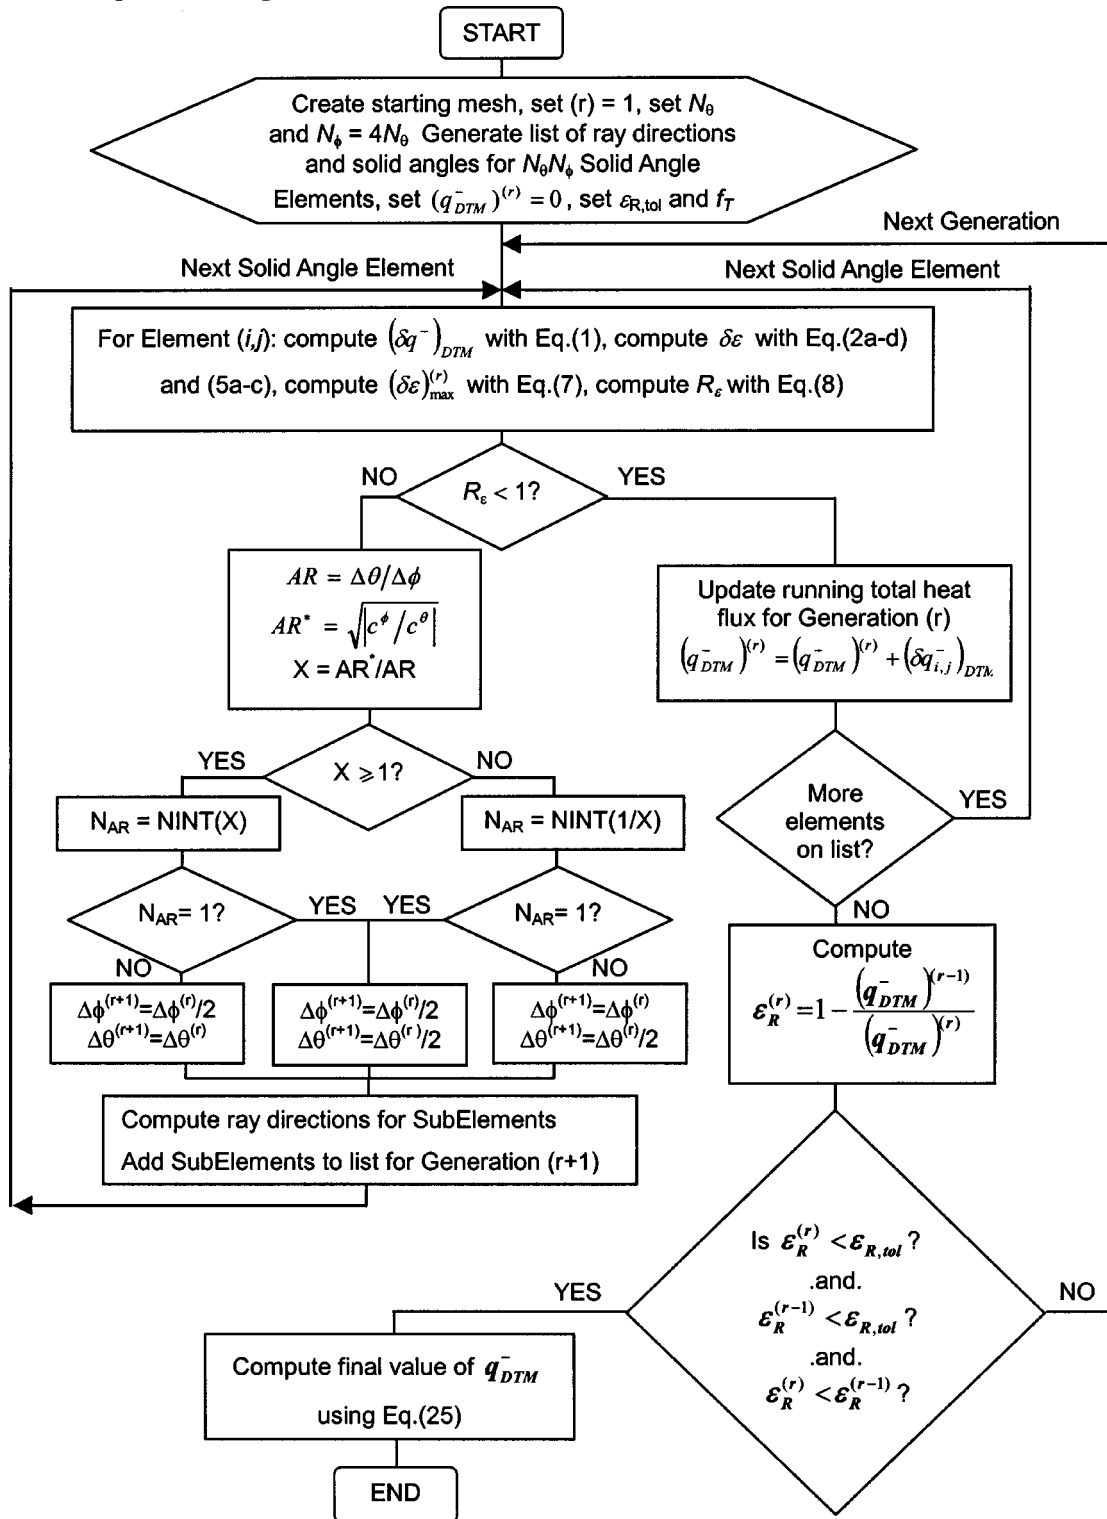 START
Create starting mesh, set (r) = 1, set N_θ
and N_ϕ = 4N_θ Generate list of ray directions
and solid angles for N_θN_ϕ Solid Angle
Elements, set (q⁻_DTM)^(r) = 0, set ε_R,tol and f_T
Next Generation
Next Solid Angle Element
Next Solid Angle Element
For Element (i,j): compute (δq⁻)_DTM with Eq.(1), compute δε with Eq.(2a-d)
and (5a-c), compute (δε)^(r)_max with Eq.(7), compute R_ε with Eq.(8)
NO
YES
R_ε < 1?
AR = Δθ/Δϕ
AR* = √|c^ϕ/c^θ|
X = AR*/AR
Update running total heat
flux for Generation (r)
(q⁻_DTM)^(r) = (q⁻_DTM)^(r) + (δq⁻_i,j)_DTM
YES
X ⩾ 1?
NO
N_AR = NINT(X)
N_AR = NINT(1/X)
More
elements
on list?
YES
N_AR= 1?
YES
YES
N_AR= 1?
NO
NO
NO
Δϕ^(r+1)=Δϕ^(r)/2
Δθ^(r+1)=Δθ^(r)
Δϕ^(r+1)=Δϕ^(r)/2
Δθ^(r+1)=Δθ^(r)/2
Δϕ^(r+1)=Δϕ^(r)
Δθ^(r+1)=Δθ^(r)/2
Compute
ε_R^(r) = 1 − (q⁻_DTM)^(r−1) / (q⁻_DTM)^(r)
Compute ray directions for SubElements
Add SubElements to list for Generation (r+1)
Is ε_R^(r) < ε_R,tol ?
.and.
ε_R^(r−1) < ε_R,tol ?
.and.
ε_R^(r) < ε_R^(r−1) ?
YES
NO
Compute final value of q⁻_DTM
using Eq.(25)
END